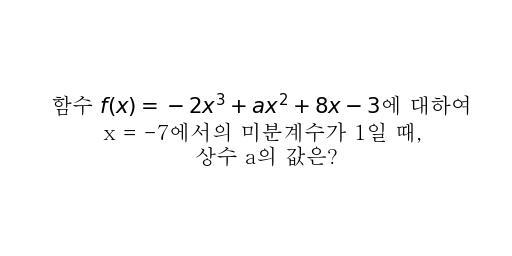 함수 f(x) = −2x³ + ax² + 8x − 3에 대하여
x = −7에서의 미분계수가 1일 때,
상수 a의 값은?